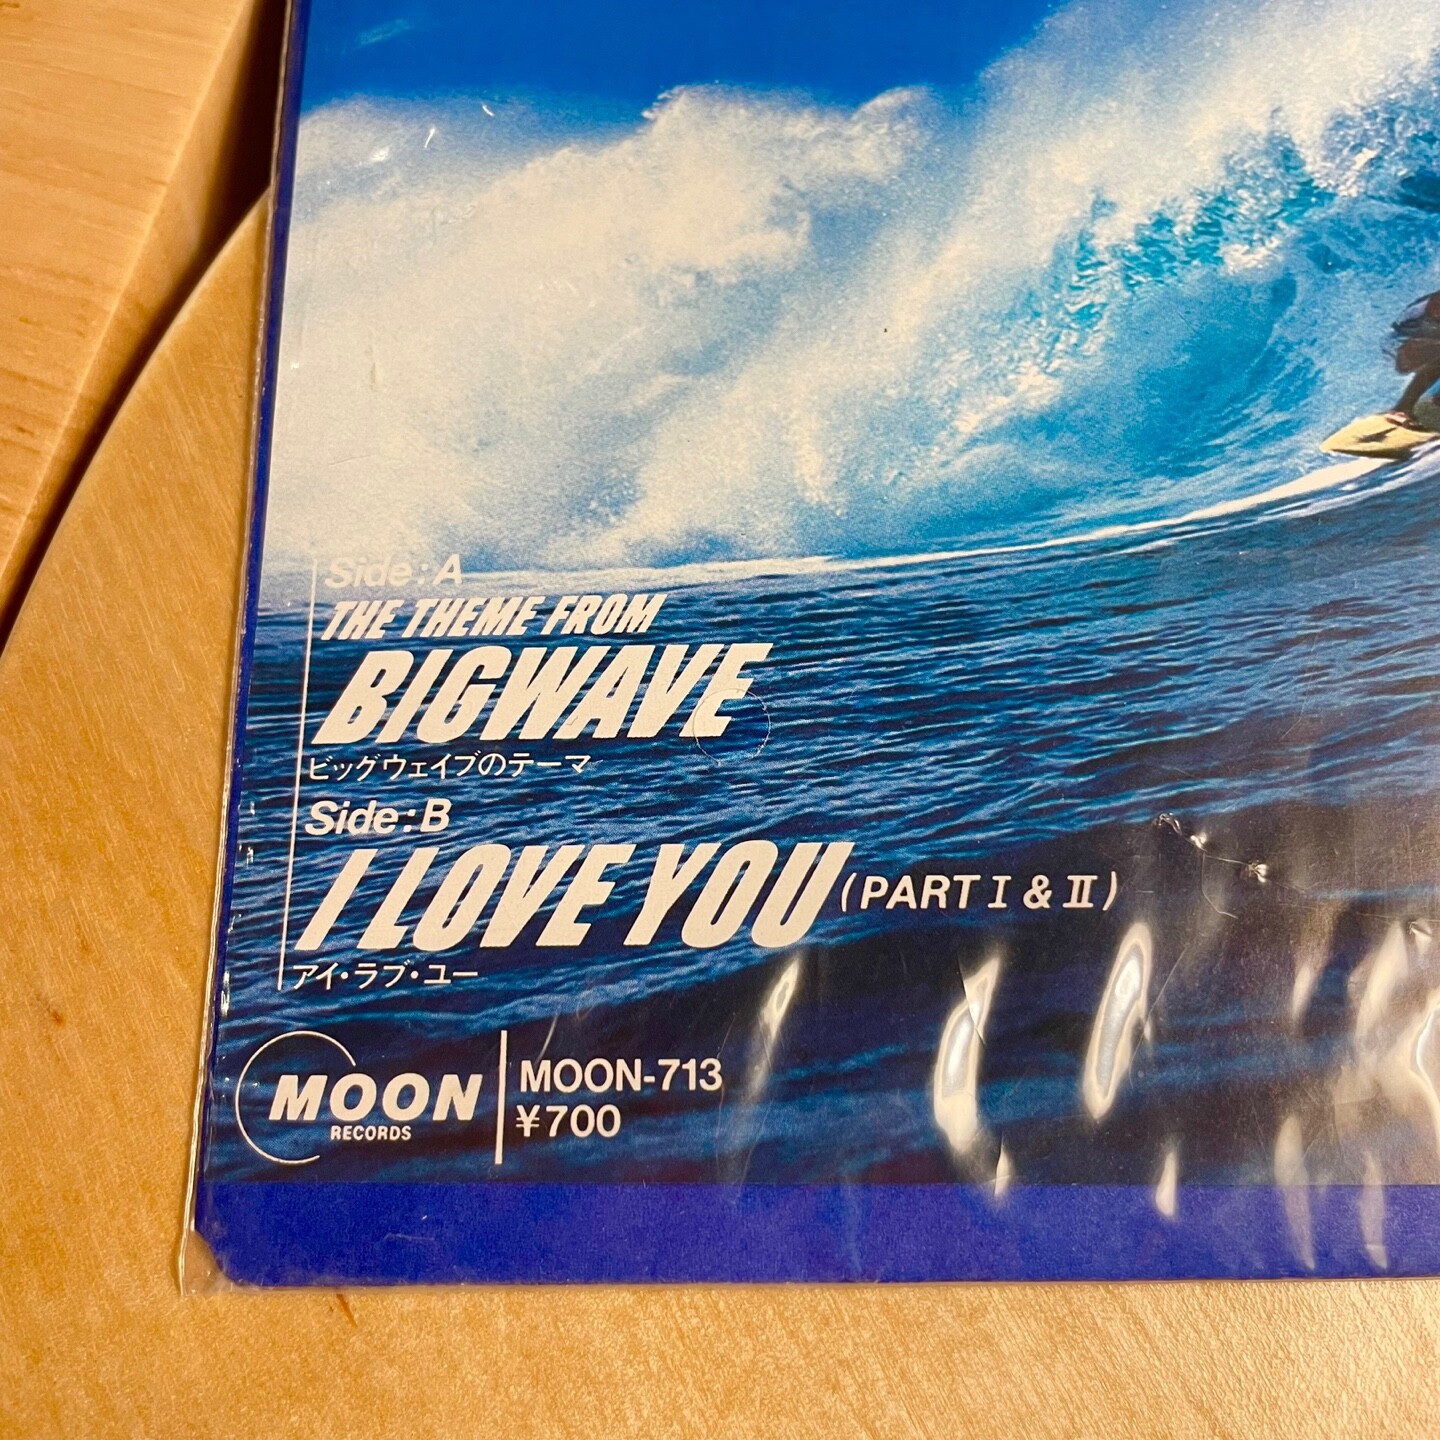 Side:A
THE THEME FROM
BIGWAVE
ビッグウェイブのテーマ
Side:B
I LOVE YOU (PART I & II)
アイ・ラブ・ユー
MOON
RECORDS
MOON-713
¥700